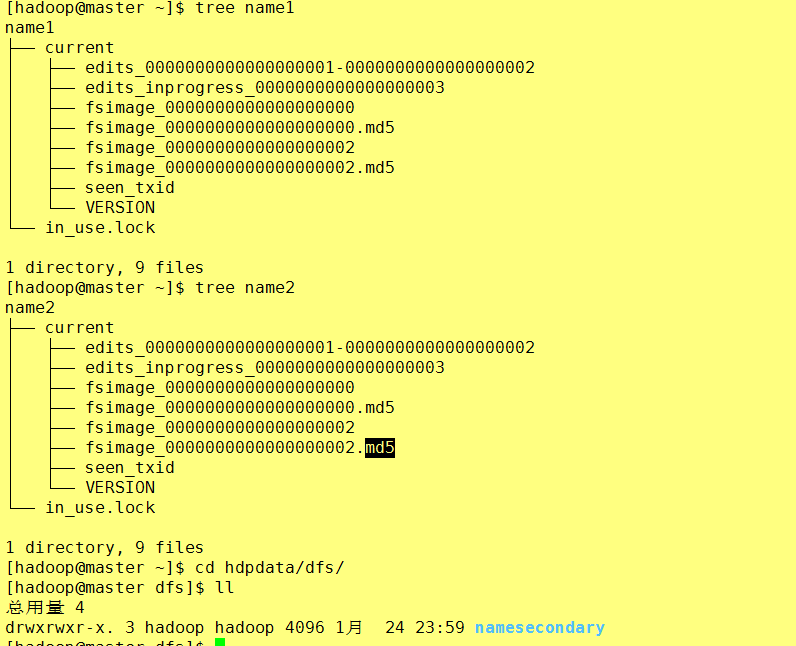 [hadoop@master ~]$ tree name1
name1
├── current
│   ├── edits_0000000000000000001-0000000000000000002
│   ├── edits_inprogress_0000000000000000003
│   ├── fsimage_0000000000000000000
│   ├── fsimage_0000000000000000000.md5
│   ├── fsimage_0000000000000000002
│   ├── fsimage_0000000000000000002.md5
│   ├── seen_txid
│   └── VERSION
└── in_use.lock
1 directory, 9 files
[hadoop@master ~]$ tree name2
name2
├── current
│   ├── edits_0000000000000000001-0000000000000000002
│   ├── edits_inprogress_0000000000000000003
│   ├── fsimage_0000000000000000000
│   ├── fsimage_0000000000000000000.md5
│   ├── fsimage_0000000000000000002
│   ├── fsimage_0000000000000000002.md5
│   ├── seen_txid
│   └── VERSION
└── in_use.lock
1 directory, 9 files
[hadoop@master ~]$ cd hdpdata/dfs/
[hadoop@master dfs]$ ll
总用量 4
drwxrwxr-x. 3 hadoop hadoop 4096 1月  24 23:59 namesecondary
[hadoop@master dfs]$